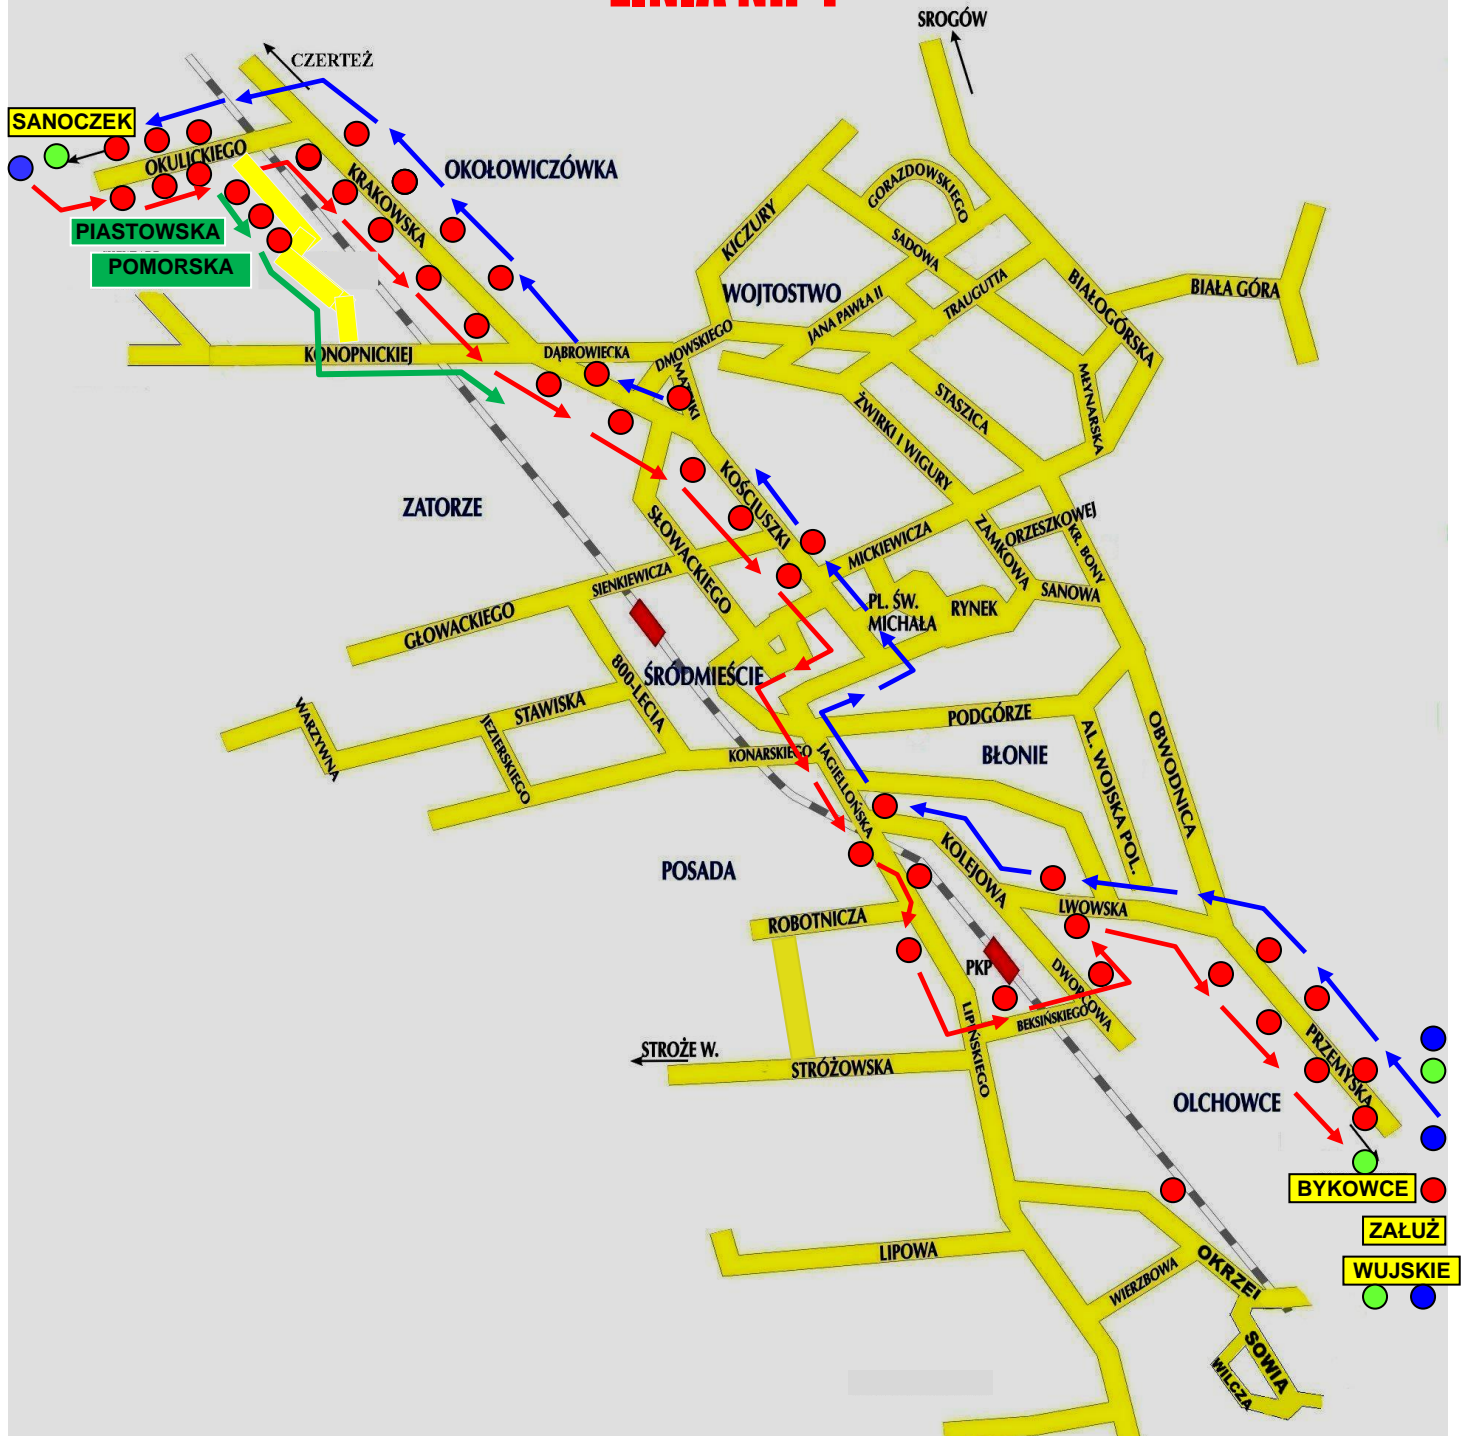 SROGÓW
CZERTEŻ
SANOCZEK
OKULICKIEGO
OKOŁOWICZÓWKA
KRAKOWSKA
GORAZDOWSKIEGO
KICZURY
SADOWA
PIASTOWSKA
POMORSKA
WOJTOSTWO
JANA PAWŁA II
TRAUGUTTA
BIAŁOGÓRSKA
BIAŁA GÓRA
KONOPNICKIEJ
DĄBROWIECKA
DMOWSKIEGO
MŁYNARSKA
STASZICA
ŻWIRKI I WIGURY
KOŚCIUSZKI
ZATORZE
SŁOWACKIEGO
MICKIEWICZA
ZAMKOWA
ORZESZKOWEJ
KR. BONY
SIENKIEWICZA
PL. ŚW.
MICHAŁA
RYNEK
SANOWA
GŁOWACKIEGO
800-LECIA
ŚRÓDMIEŚCIE
WARZYWNA
STAWISKA
JEZIERSKIEGO
KONARSKIEGO
JAGIELLOŃSKA
PODGÓRZE
BŁONIE
AL. WOJSKA POL.
OBWODNICA
POSADA
KOLEJOWA
LWOWSKA
ROBOTNICZA
PKP
DWORCOWA
LIPIŃSKIEGO
BEKSIŃSKIEGO
STROŻE W.
STRÓŻOWSKA
PRZEMYSKA
OLCHOWCE
BYKOWCE
ZAŁUŻ
WUJSKIE
LIPOWA
WIERZBOWA
OKRZEI
SOWIA
WILCZA